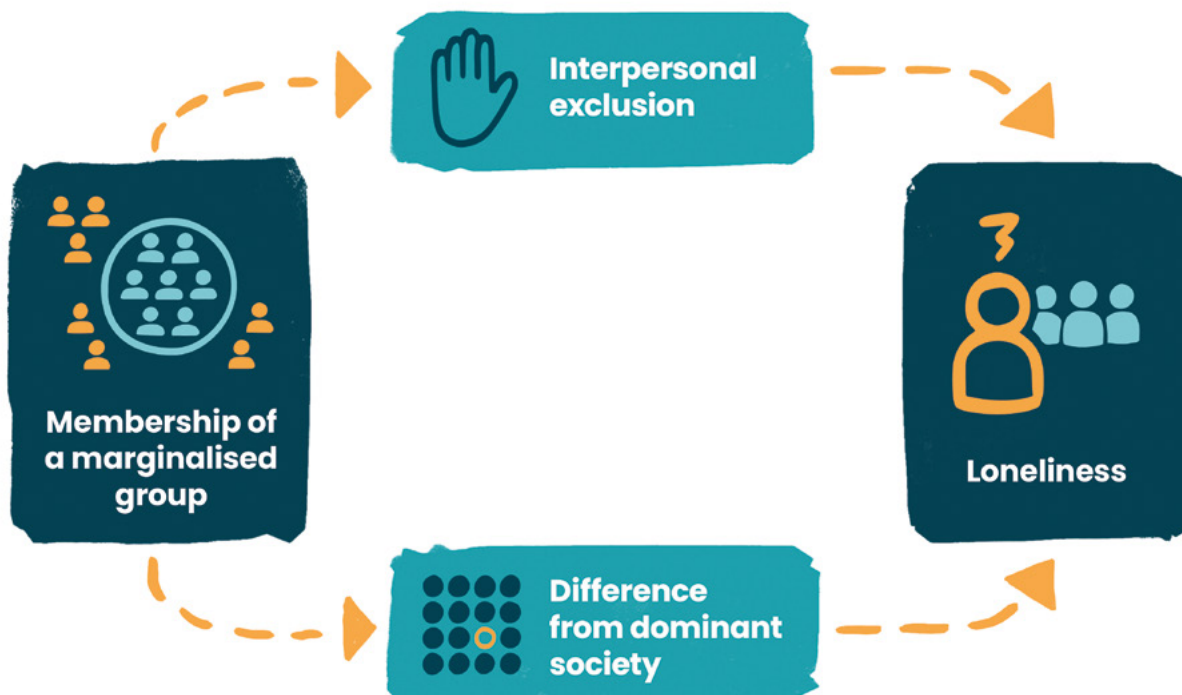 Interpersonal
exclusion
Membership of
a marginalised
group
Loneliness
Difference
from dominant
society